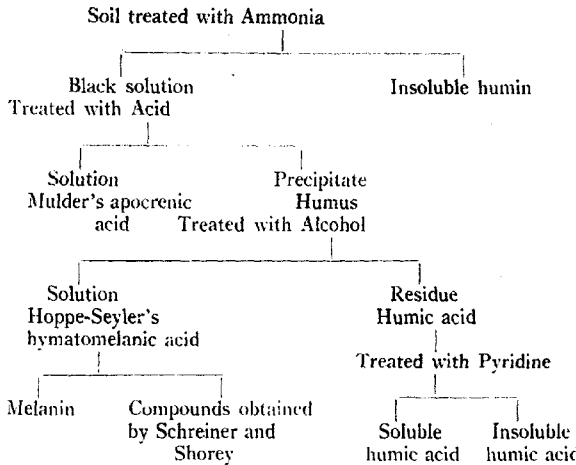 Soil treated with Ammonia
Black solution
Treated with Acid
Insoluble humin
Solution
Mulder's apocrenic
acid
Precipitate
Humus
Treated with Alcohol
Solution
Hoppe-Seyler's
hymatomelanic acid
Residue
Humic acid
Treated with Pyridine
Melanin
Compounds obtained
by Schreiner and
Shorey
Soluble
humic acid
Insoluble
humic acid